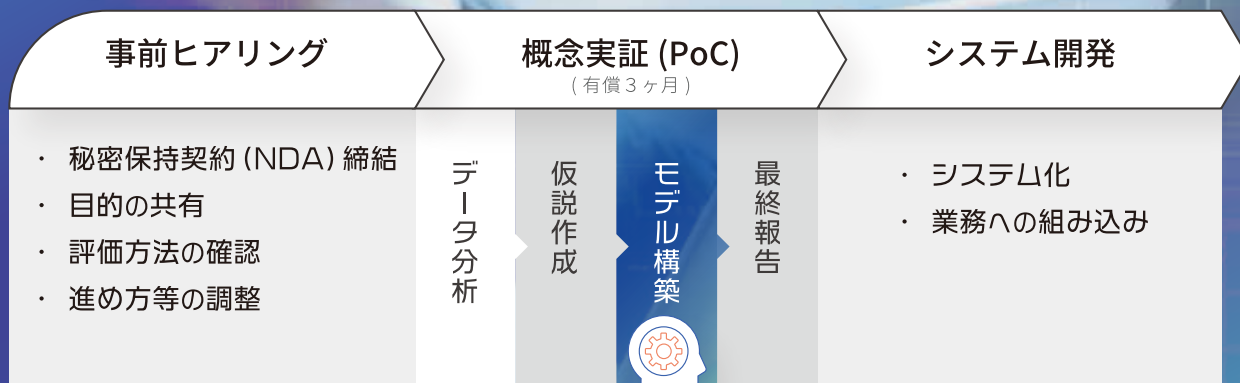 事前ヒアリング
・ 秘密保持契約 (NDA) 締結
・ 目的の共有
・ 評価方法の確認
・ 進め方等の調整
概念実証 (PoC)
( 有償３ヶ月 )
データ分析
仮説作成
モデル構築
最終報告
システム開発
・ システム化
・ 業務への組み込み